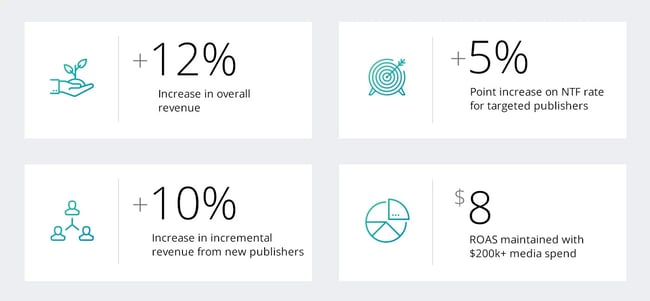 +12%
Increase in overall
revenue
+5%
Point increase on NTF rate
for targeted publishers
+10%
Increase in incremental
revenue from new publishers
$8
ROAS maintained with
$200k+ media spend